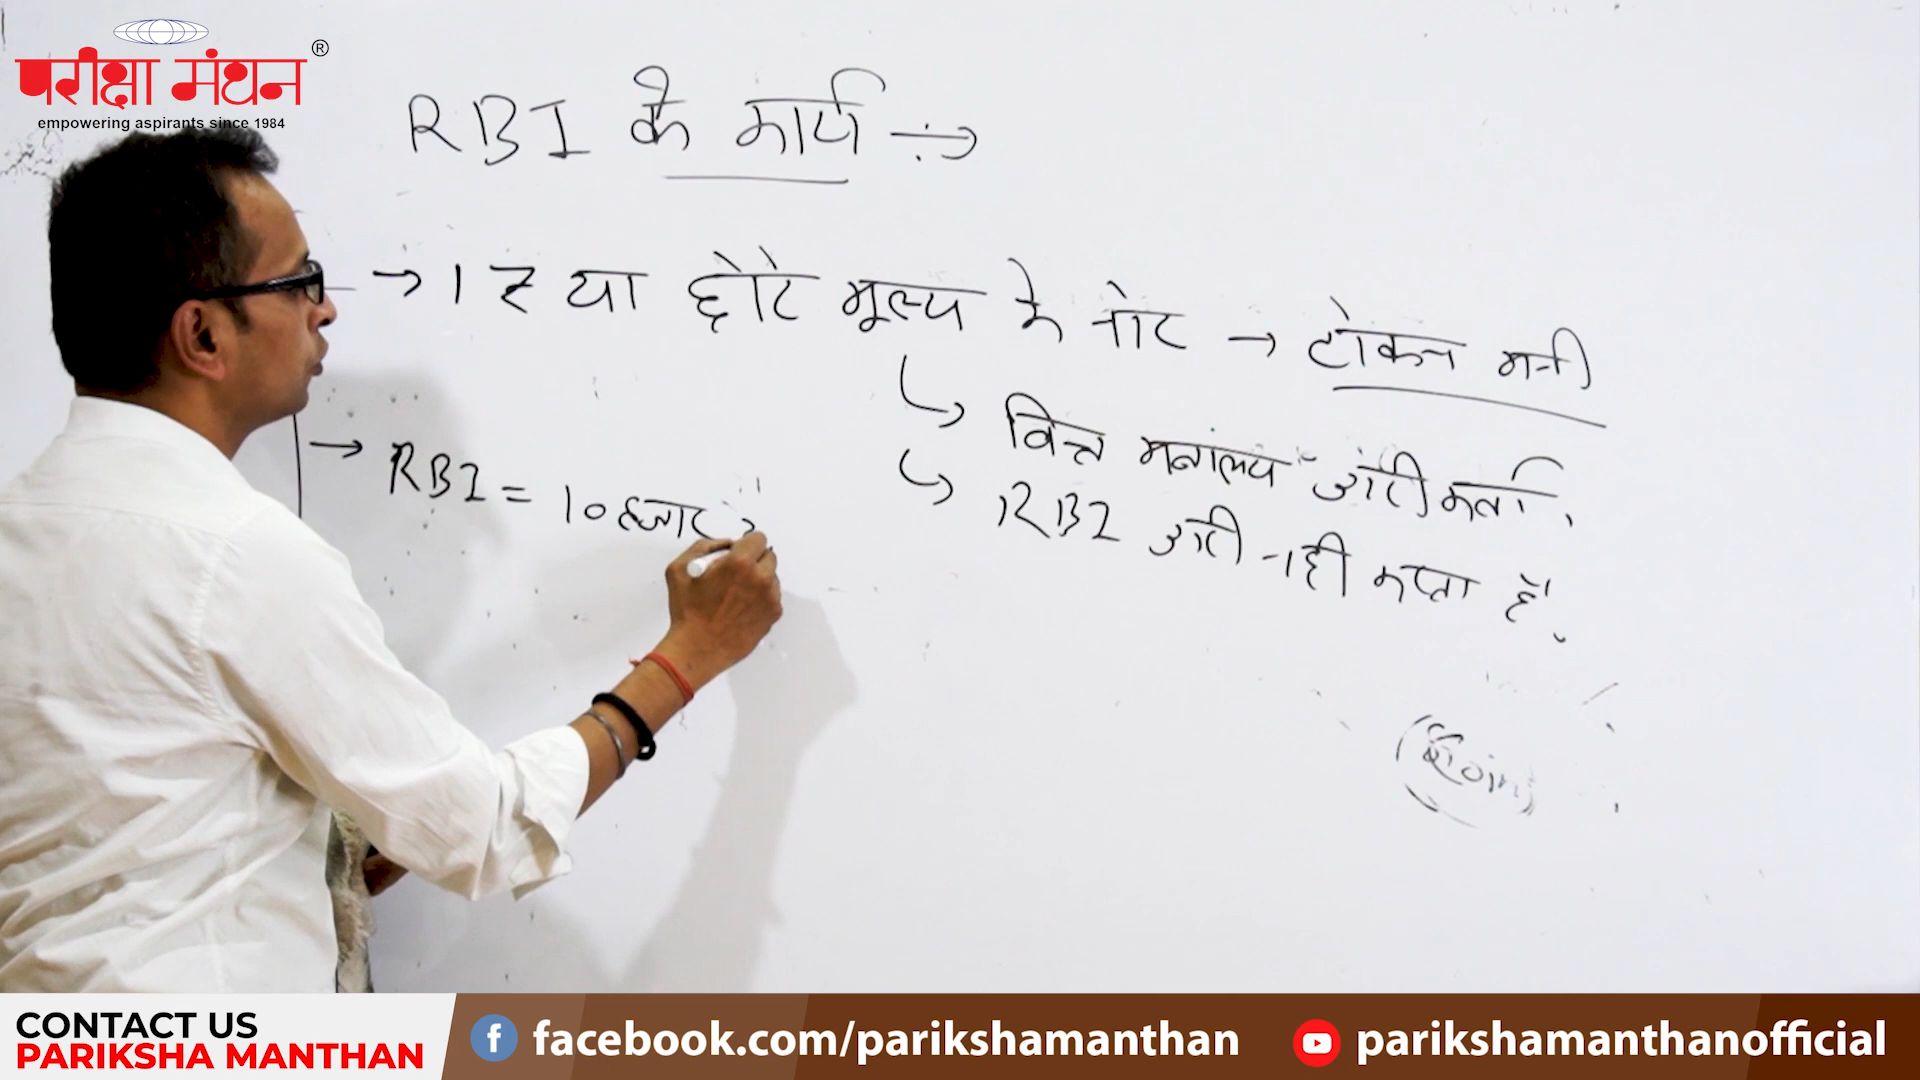 परीक्षा मंथन ®
empowering aspirants since 1984
RBI के कार्य ÷→
→ 1 ₹ या छोटे मूल्य के नोट → टोकन मनी
↳ वित्त मन्त्रालय जारी करता
→ RBI = 10 हजार
↳ RBI जारी नहीं करता है.
CONTACT US
PARIKSHA MANTHAN
facebook.com/parikshamanthan
parikshamanthanofficial